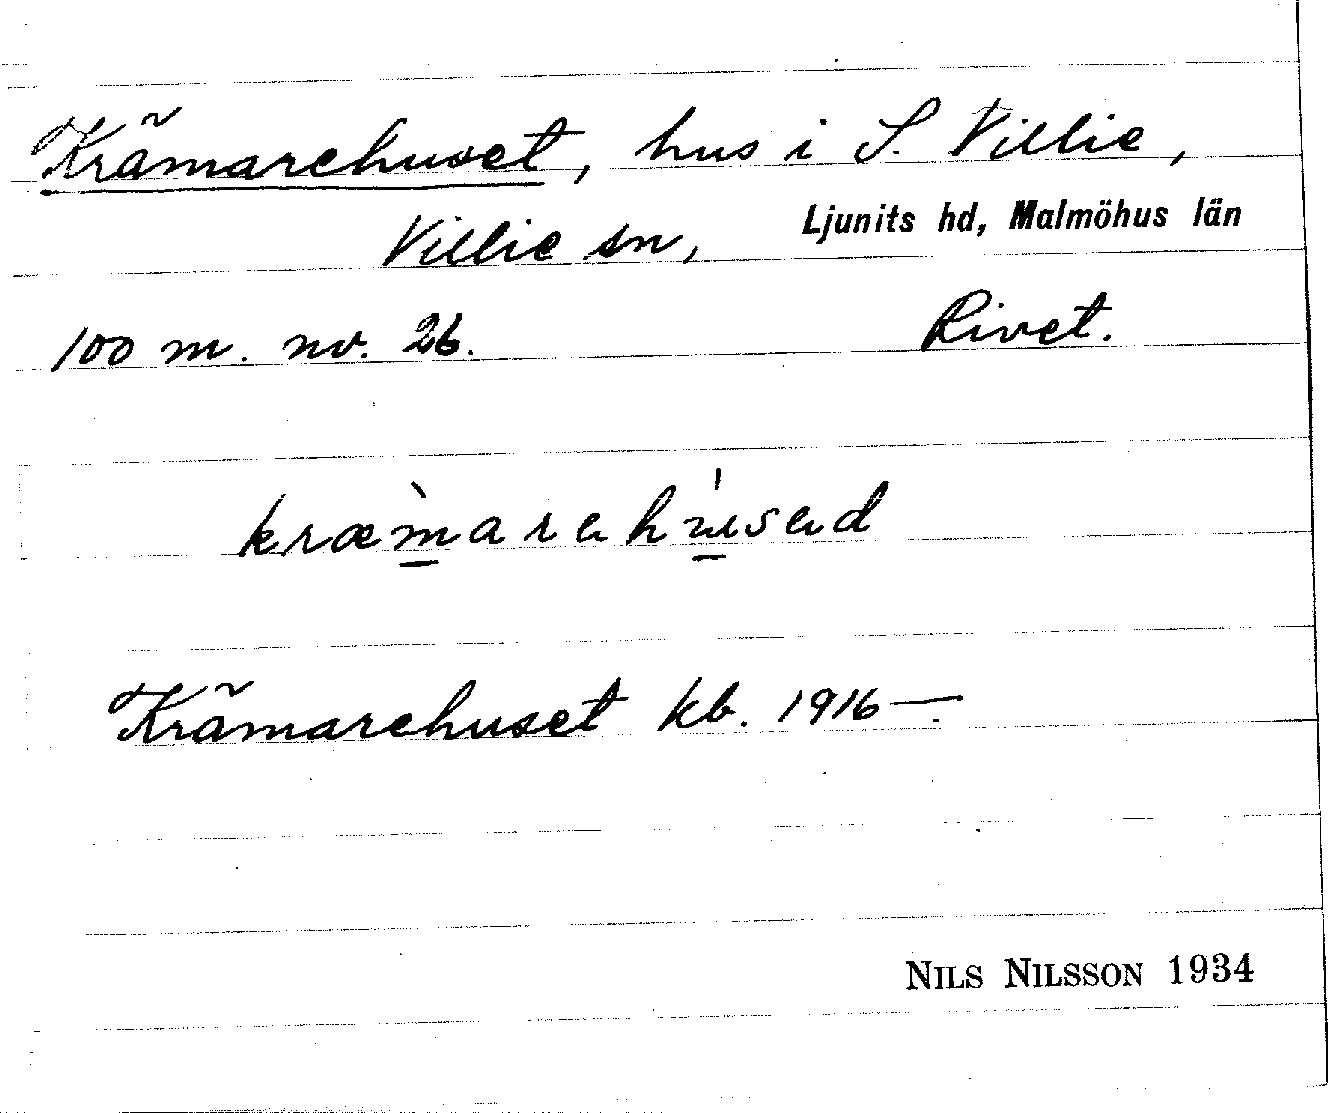 Krämarehuset, hus i S. Villie,
Villie sn, Ljunits hd, Malmöhus län
100 m. nv. 26. Rivet.
Krämarehuset kb. 1916—.
NILS NILSSON 1934